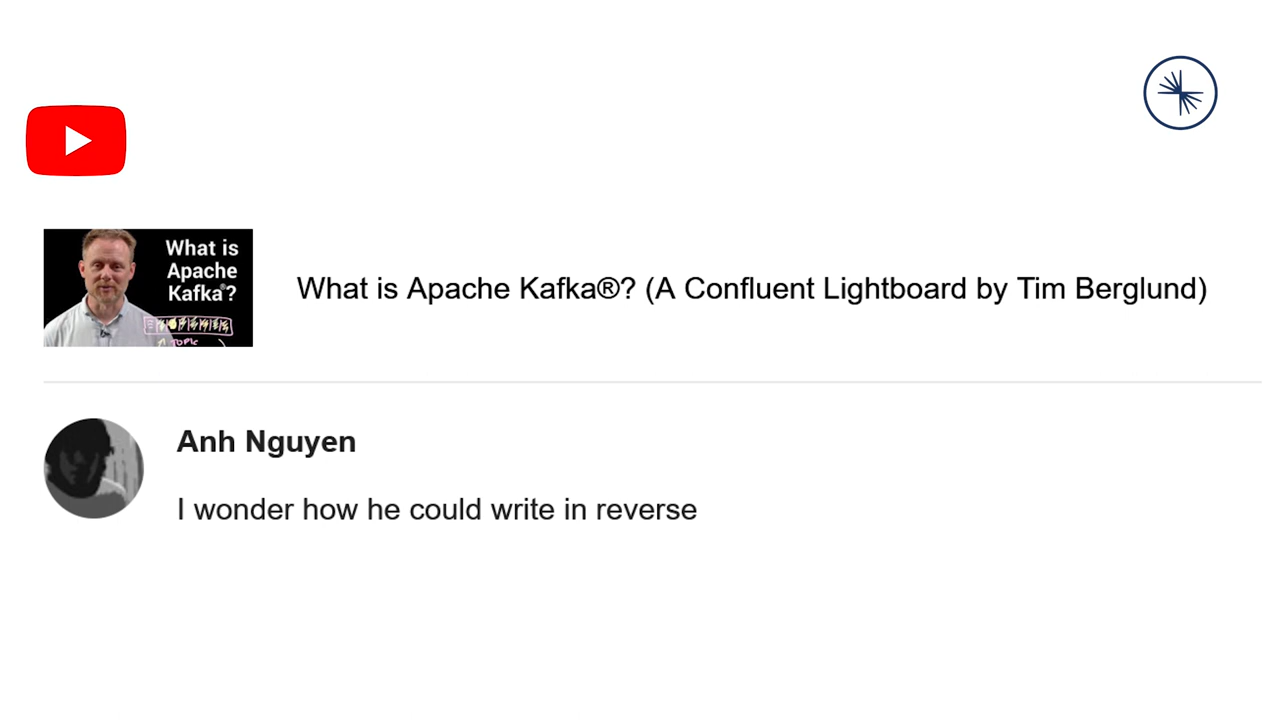 What is
Apache
Kafka®?
TOPIC
What is Apache Kafka®? (A Confluent Lightboard by Tim Berglund)
Anh Nguyen
I wonder how he could write in reverse